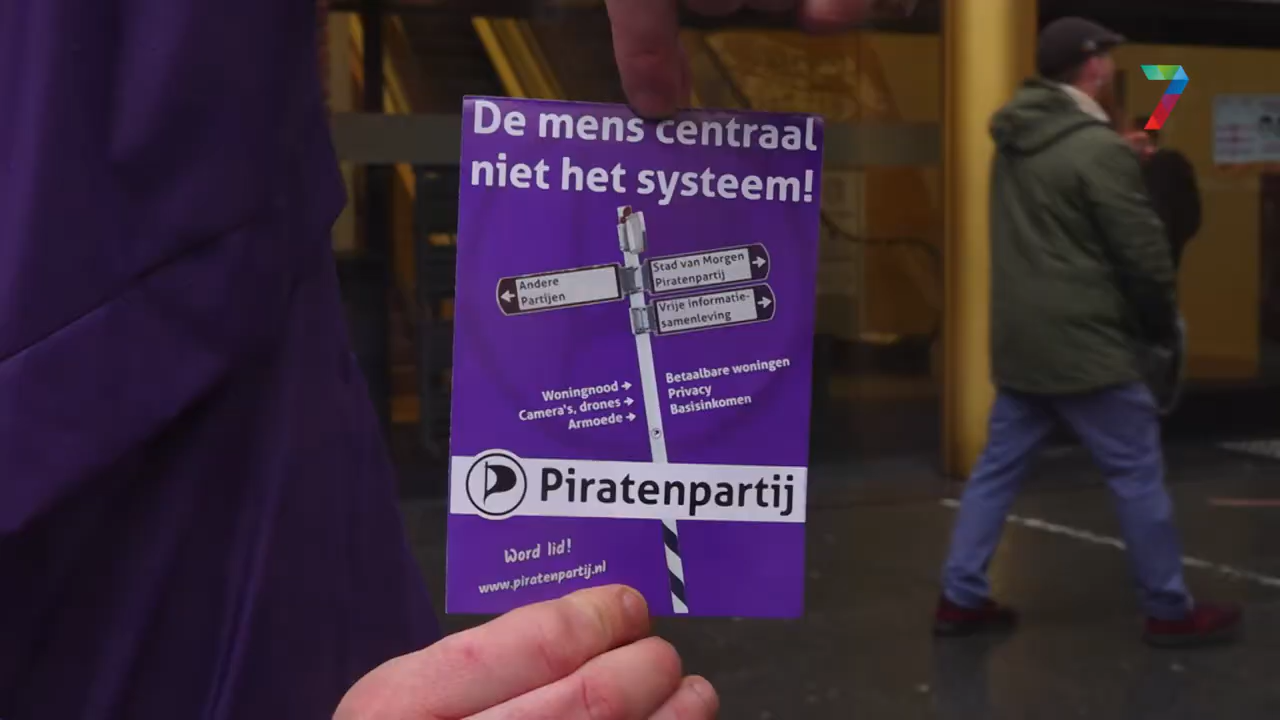 De mens centraal
niet het systeem!
Andere
Partijen
Stad van Morgen
Piratenpartij
Vrije informatie-
samenleving
Woningnood
Camera's, drones
Armoede
Betaalbare woningen
Privacy
Basisinkomen
Piratenpartij
Word lid!
www.piratenpartij.nl
7